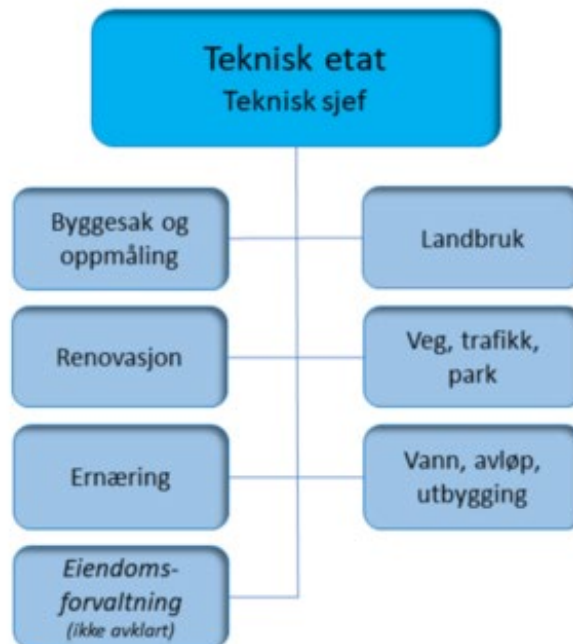 Teknisk etat
Teknisk sjef
Byggesak og
oppmåling
Landbruk
Renovasjon
Veg, trafikk,
park
Ernæring
Vann, avløp,
utbygging
Eiendoms-
forvaltning
(ikke avklart)